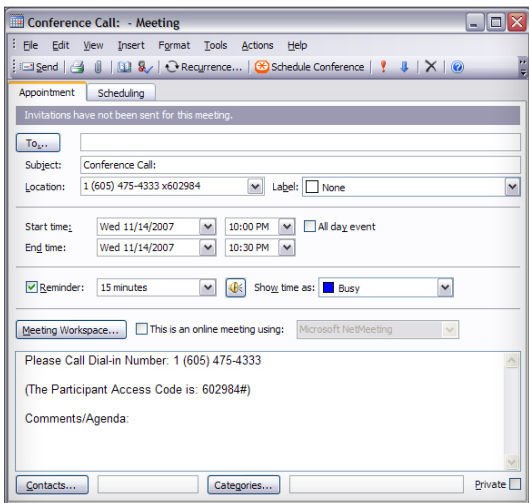 Conference Call: - Meeting
File Edit View Insert Format Tools Actions Help
Send Recurrence... Schedule Conference
Appointment Scheduling
Invitations have not been sent for this meeting.
To...
Subject: Conference Call:
Location: 1 (605) 475-4333 x602984 Label: None
Start time: Wed 11/14/2007 10:00 PM All day event
End time: Wed 11/14/2007 10:30 PM
Reminder: 15 minutes Show time as: Busy
Meeting Workspace... This is an online meeting using: Microsoft NetMeeting
Please Call Dial-in Number: 1 (605) 475-4333
(The Participant Access Code is: 602984#)
Comments/Agenda:
Contacts... Categories... Private